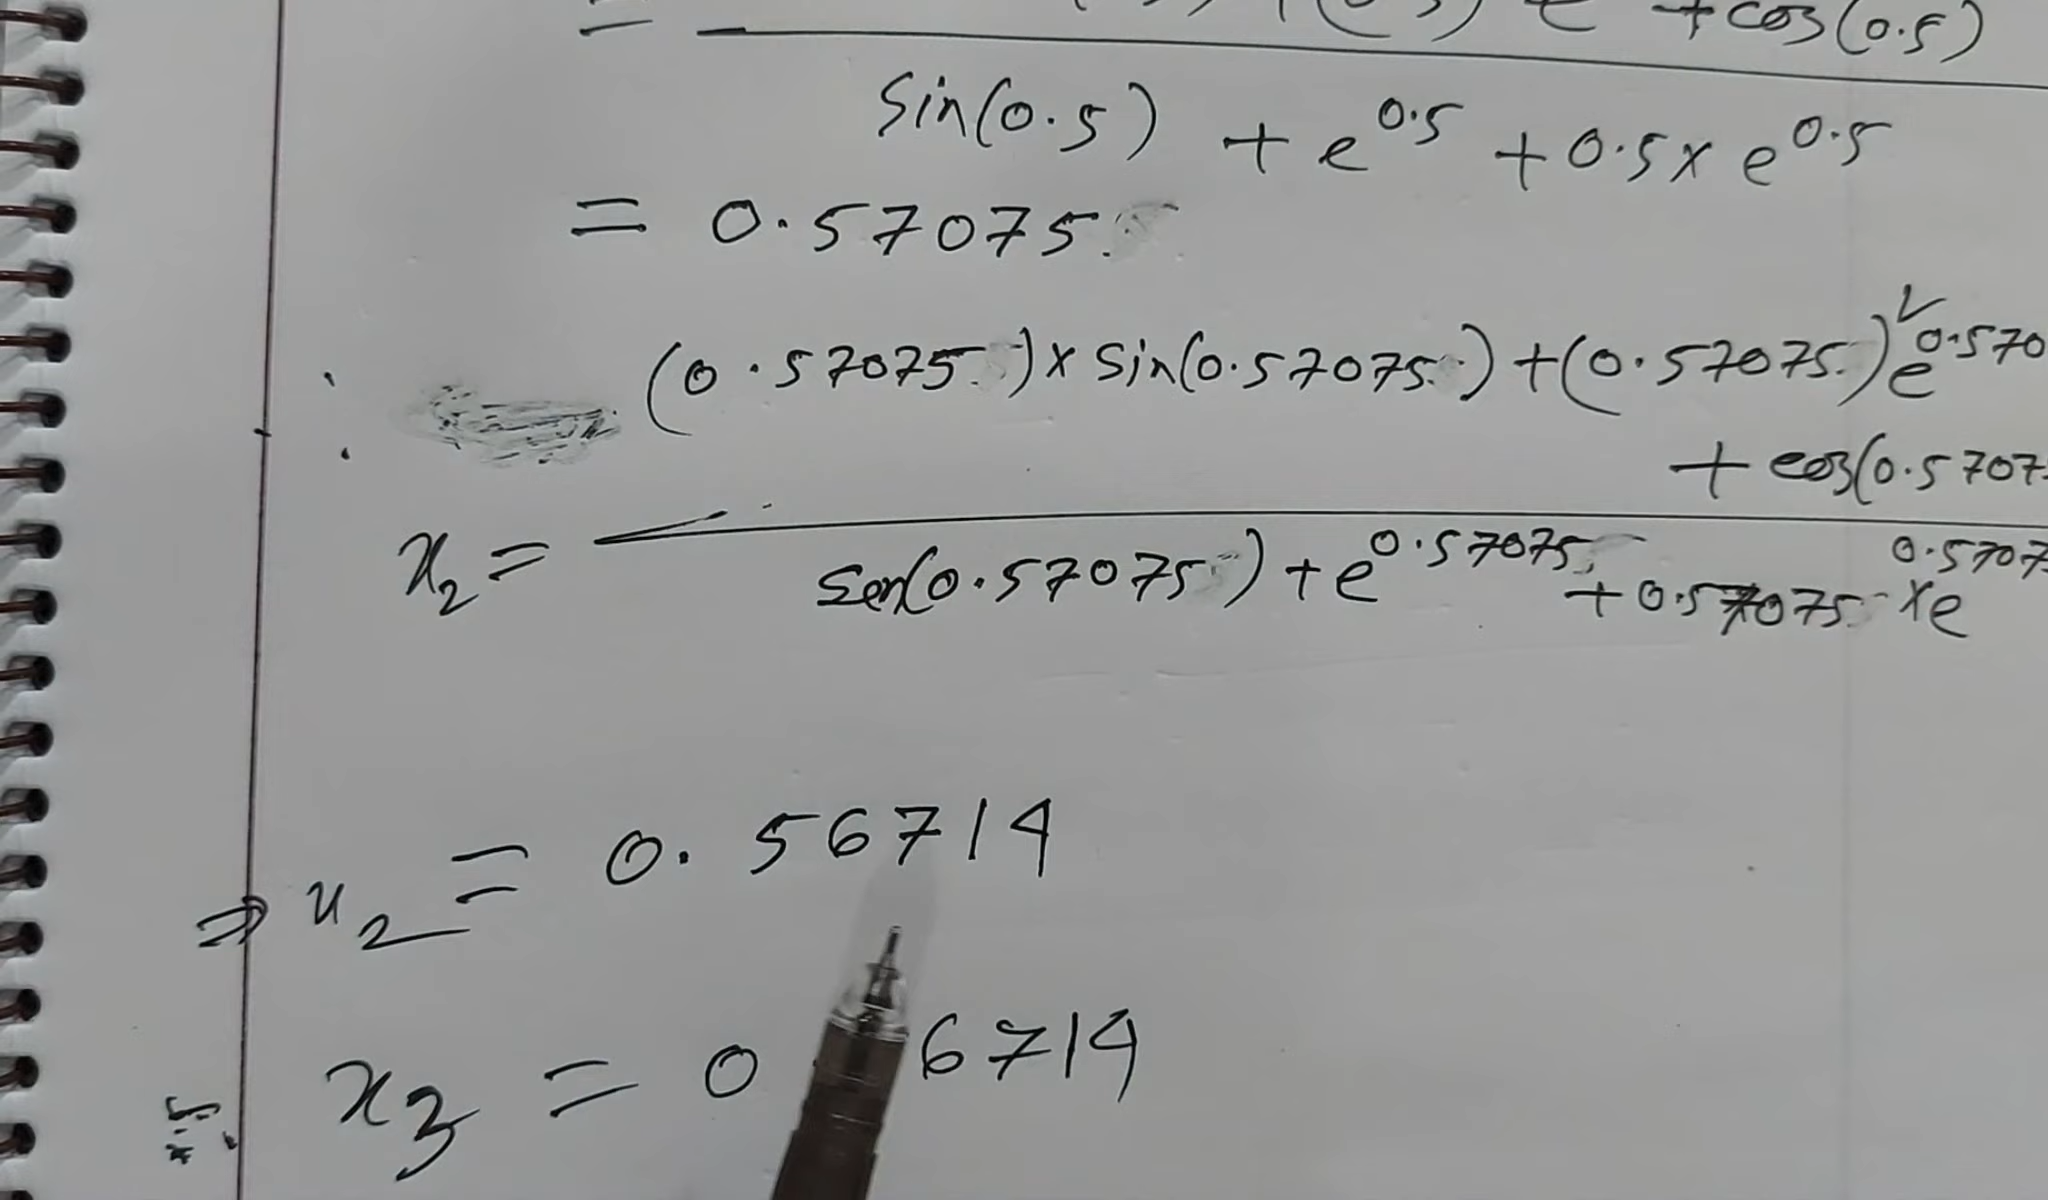 = + cos(0.5)
sin(0.5) + e^0.5 + 0.5 x e^0.5
= 0.57075
(0.57075) x sin(0.57075) + (0.57075)^2 e^0.570
+ cos(0.5707
x2 =
sin(0.57075) + e^0.57075 + 0.57075 x e^0.5707
⇒ x2 = 0.56714
x3 = 0 6714